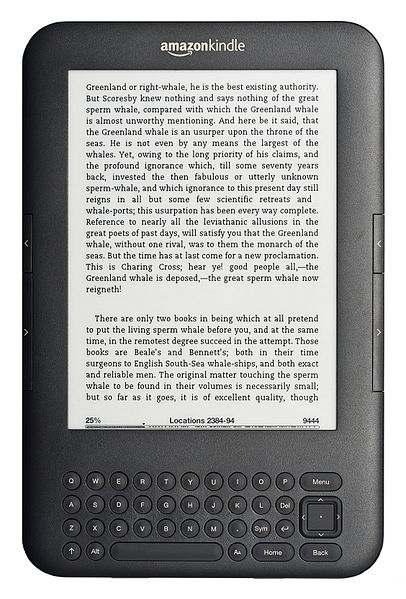 amazonkindle
Greenland or right-whale, he is the best existing authority.
But Scoresby knew nothing and says nothing of the great
sperm whale, compared with which the Greenland whale
is almost unworthy mentioning. And here be it said, that
the Greenland whale is an usurper upon the throne of the
seas. He is not even by any means the largest of the
whales. Yet, owing to the long priority of his claims, and
the profound ignorance which, till some seventy years
back, invested the then fabulous or utterly unknown
sperm-whale, and which ignorance to this present day still
reigns in all but some few scientific retreats and
whale-ports; this usurpation has been every way complete.
Reference to nearly all the leviathanic allusions in the
great poets of past days, will satisfy you that the Greenland
whale, without one rival, was to them the monarch of the
seas. But the time has at last come for a new proclamation.
This is Charing Cross; hear ye! good people all,—the
Greenland whale is deposed,—the great sperm whale now
reigneth!
There are only two books in being which at all pretend
to put the living sperm whale before you, and at the same
time, in the remotest degree succeed in the attempt. Those
books are Beale's and Bennett's; both in their time
surgeons to English South-Sea whale-ships, and both exact
and reliable men. The original matter touching the sperm
whale to be found in their volumes is necessarily small;
but so far as it goes, it is of excellent quality, though
25% Locations 2384-94 9444
Q W E R T Y U I O P Menu
A S D F G H J K L Del
Z X C V B N M . Sym
Alt AA Home Back